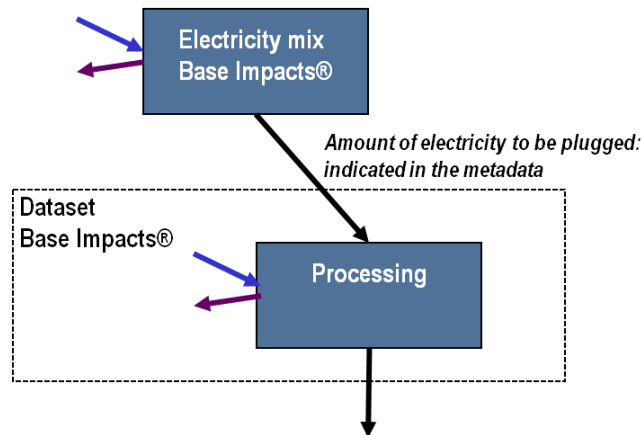 Electricity mix
Base Impacts®
Amount of electricity to be plugged:
indicated in the metadata
Dataset
Base Impacts®
Processing